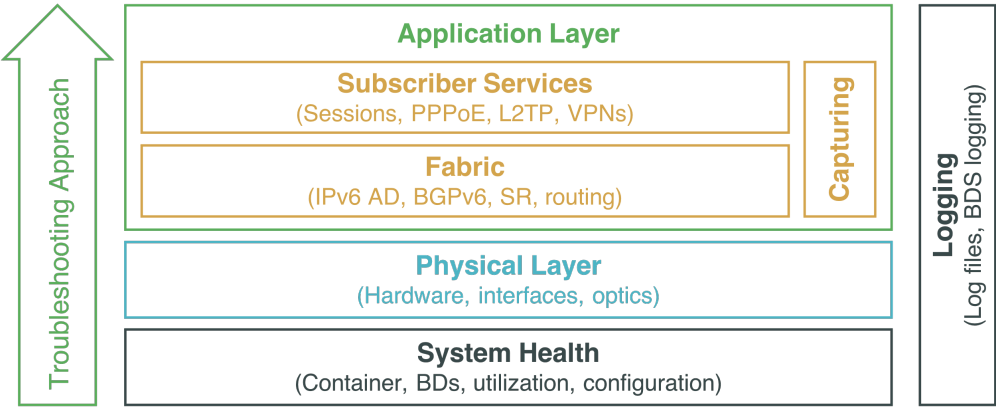 Troubleshooting Approach
Application Layer
Subscriber Services
(Sessions, PPPoE, L2TP, VPNs)
Fabric
(IPv6 AD, BGPv6, SR, routing)
Capturing
Physical Layer
(Hardware, interfaces, optics)
System Health
(Container, BDs, utilization, configuration)
Logging
(Log files, BDS logging)